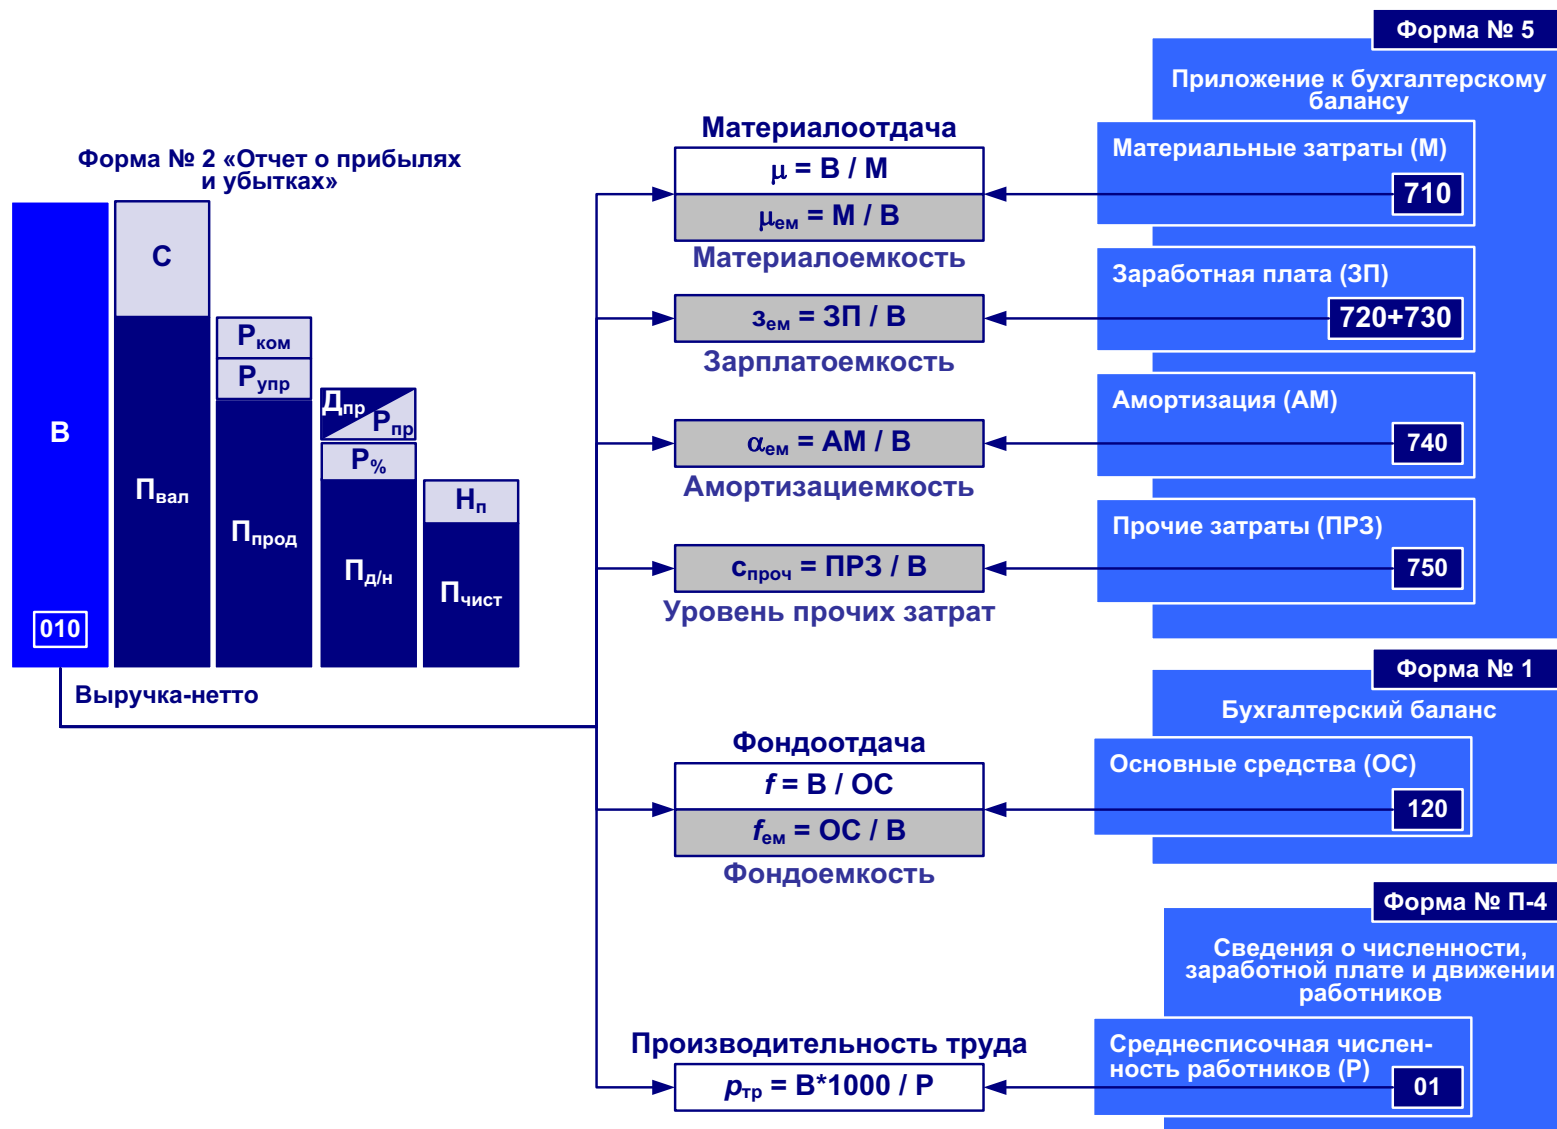 Форма № 2 «Отчет о прибылях
и убытках»
В
010
С
Пвал
Рком
Рупр
Ппрод
Дпр
Рпр
Р%
Пд/н
Нп
Пчист
Выручка-нетто
Материалоотдача
μ = В / М
μем = М / В
Материалоемкость
зем = ЗП / В
Зарплатоемкость
αем = АМ / В
Амортизациемкость
спроч = ПРЗ / В
Уровень прочих затрат
Фондоотдача
f = В / ОС
fем = ОС / В
Фондоемкость
Производительность труда
pтр = В*1000 / Р
Форма № 5
Приложение к бухгалтерскому
балансу
Материальные затраты (М)
710
Заработная плата (ЗП)
720+730
Амортизация (АМ)
740
Прочие затраты (ПРЗ)
750
Форма № 1
Бухгалтерский баланс
Основные средства (ОС)
120
Форма № П-4
Сведения о численности,
заработной плате и движении
работников
Среднесписочная числен-
ность работников (Р)
01